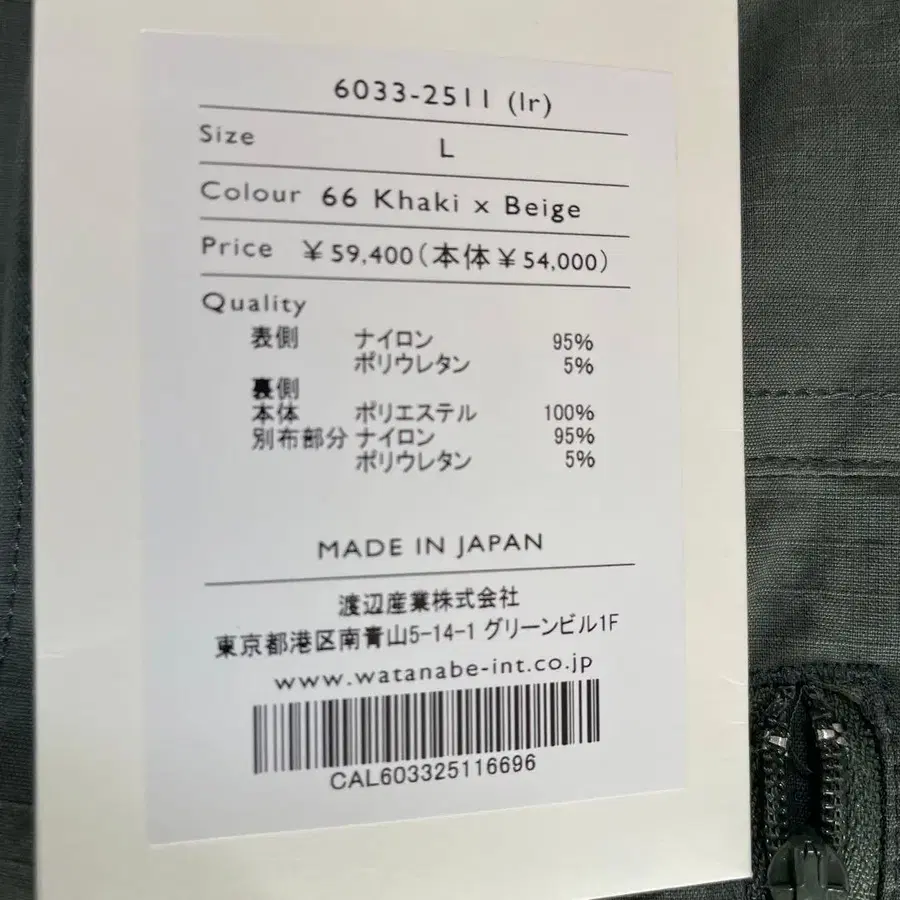 6033-2511 (lr)
Size L
Colour 66 Khaki x Beige
Price ￥59,400(本体￥54,000)
Quality
表側 ナイロン 95%
ポリウレタン 5%
裏側
本体 ポリエステル 100%
別布部分 ナイロン 95%
ポリウレタン 5%
MADE IN JAPAN
渡辺産業株式会社
東京都港区南青山5-14-1 グリーンビル1F
www.watanabe-int.co.jp
CAL603325116696